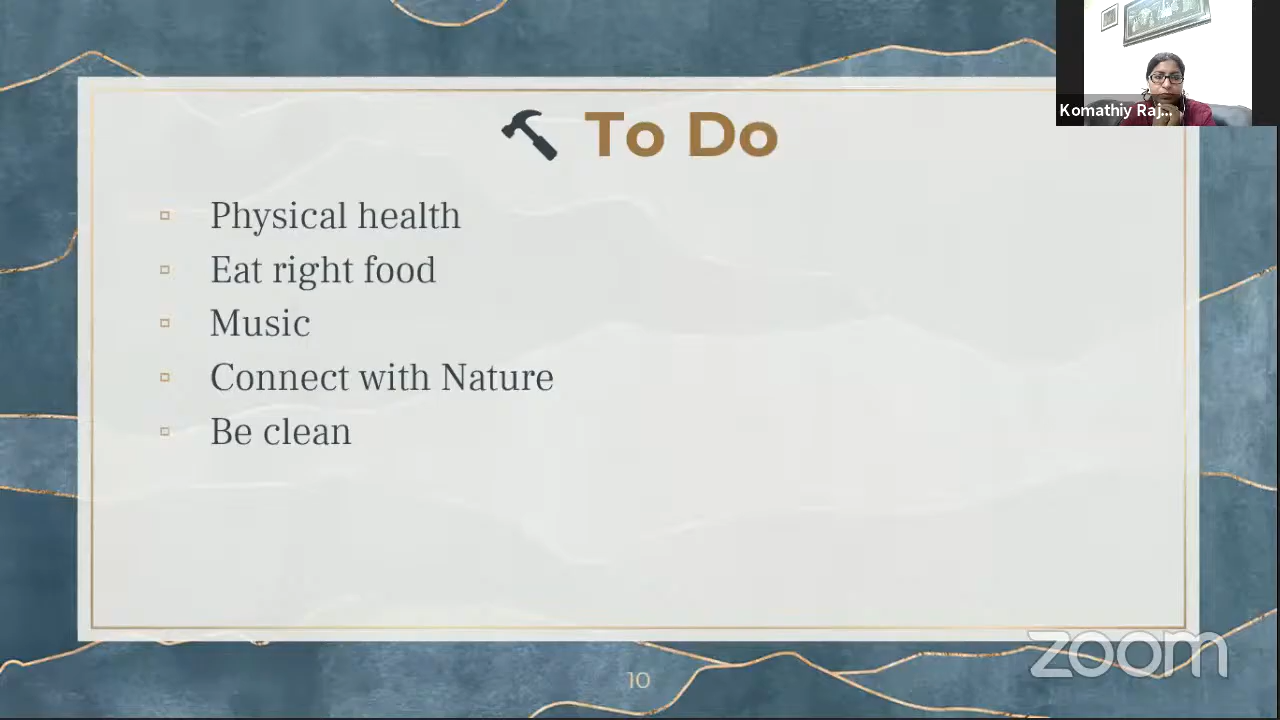 To Do
Physical health
Eat right food
Music
Connect with Nature
Be clean
Komathiy Raj...
zoom
10